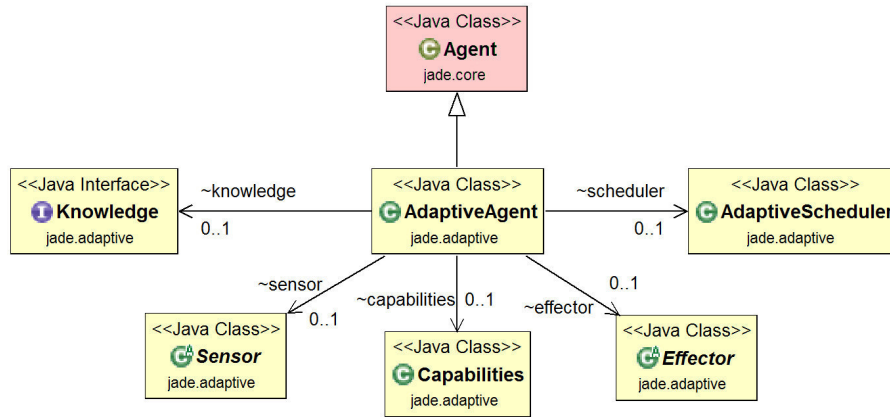 <<Java Class>>
Agent
jade.core
<<Java Interface>>
Knowledge
jade.adaptive
~knowledge
0..1
<<Java Class>>
AdaptiveAgent
jade.adaptive
~scheduler
0..1
<<Java Class>>
AdaptiveScheduler
jade.adaptive
~sensor
0..1
~capabilities
0..1
~effector
0..1
<<Java Class>>
Sensor
jade.adaptive
<<Java Class>>
Capabilities
jade.adaptive
<<Java Class>>
Effector
jade.adaptive